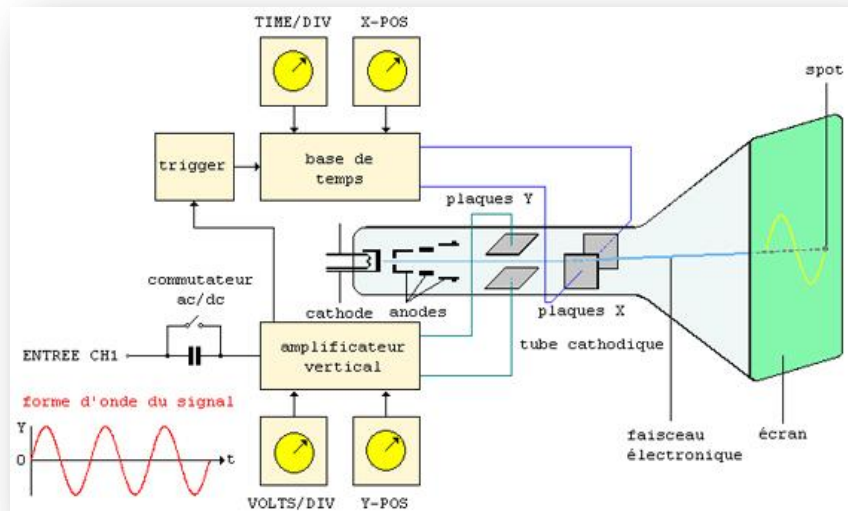 TIME/DIV
X-POS
spot
trigger
base de
temps
plaques Y
commutateur
ac/dc
cathode
anodes
plaques X
ENTREE CH1
amplificateur
vertical
tube cathodique
forme d'onde du signal
Y
O
t
faisceau
électronique
écran
VOLTS/DIV
Y-POS